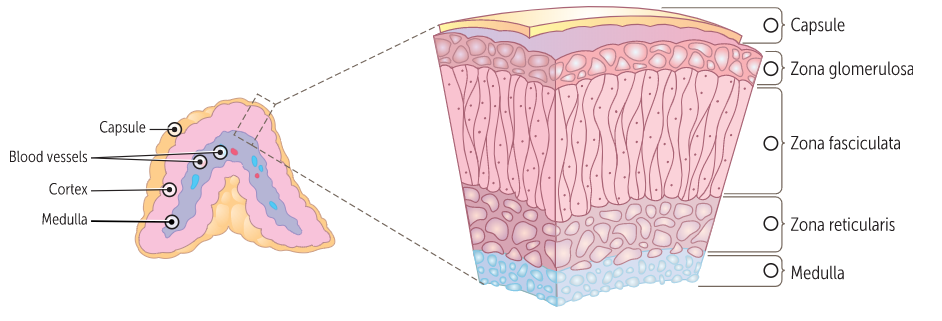 Capsule
Blood vessels
Cortex
Medulla
Capsule
Zona glomerulosa
Zona fasciculata
Zona reticularis
Medulla